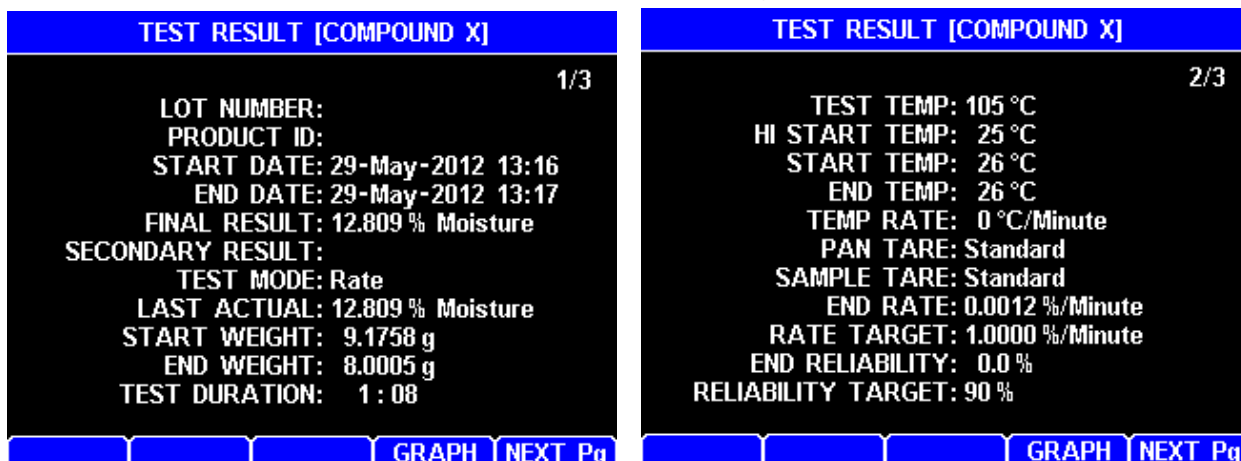 TEST RESULT [COMPOUND X]
1/3
LOT NUMBER:
PRODUCT ID:
START DATE: 29-May-2012 13:16
END DATE: 29-May-2012 13:17
FINAL RESULT: 12.809 % Moisture
SECONDARY RESULT:
TEST MODE: Rate
LAST ACTUAL: 12.809 % Moisture
START WEIGHT: 9.1758 g
END WEIGHT: 8.0005 g
TEST DURATION: 1 : 08
GRAPH NEXT Pg
TEST RESULT [COMPOUND X]
2/3
TEST TEMP: 105 °C
HI START TEMP: 25 °C
START TEMP: 26 °C
END TEMP: 26 °C
TEMP RATE: 0 °C/Minute
PAN TARE: Standard
SAMPLE TARE: Standard
END RATE: 0.0012 %/Minute
RATE TARGET: 1.0000 %/Minute
END RELIABILITY: 0.0 %
RELIABILITY TARGET: 90 %
GRAPH NEXT Pg